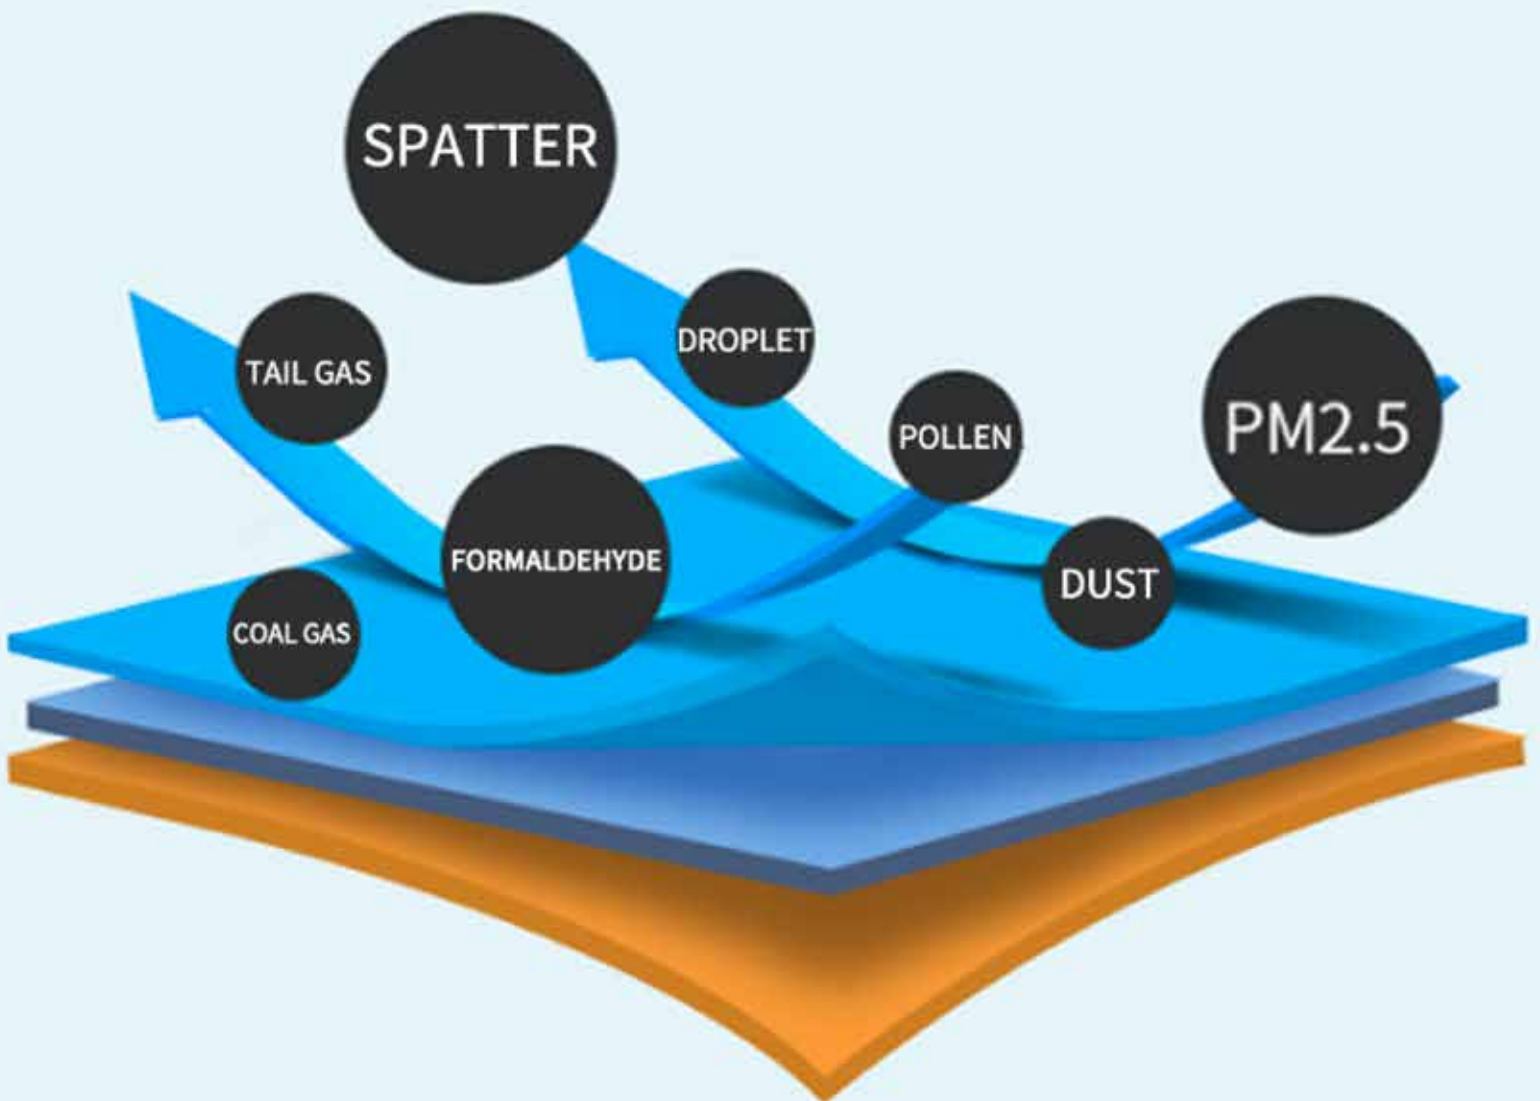 SPATTER
DROPLET
TAIL GAS
PM2.5
POLLEN
FORMALDEHYDE
DUST
COAL GAS